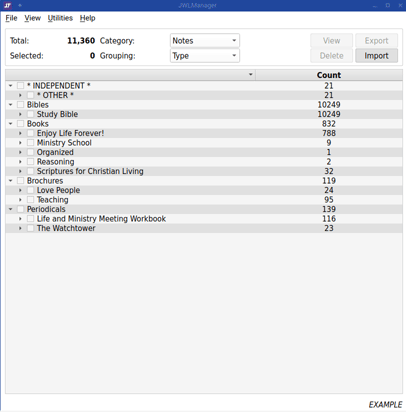 JWLManager
File View Utilities Help
Total: 11,360 Category: Notes View Export
Selected: 0 Grouping: Type Delete Import
Count
* INDEPENDENT * 21
* OTHER * 21
Bibles 10249
Study Bible 10249
Books 832
Enjoy Life Forever! 788
Ministry School 9
Organized 1
Reasoning 2
Scriptures for Christian Living 32
Brochures 119
Love People 24
Teaching 95
Periodicals 139
Life and Ministry Meeting Workbook 116
The Watchtower 23
EXAMPLE